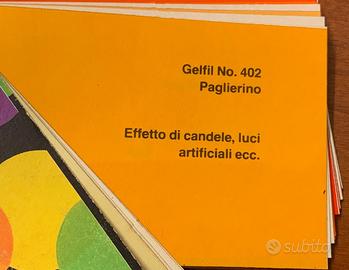 Gelfil No. 402
Paglierino
Effetto di candele, luci
artificiali ecc.
subito